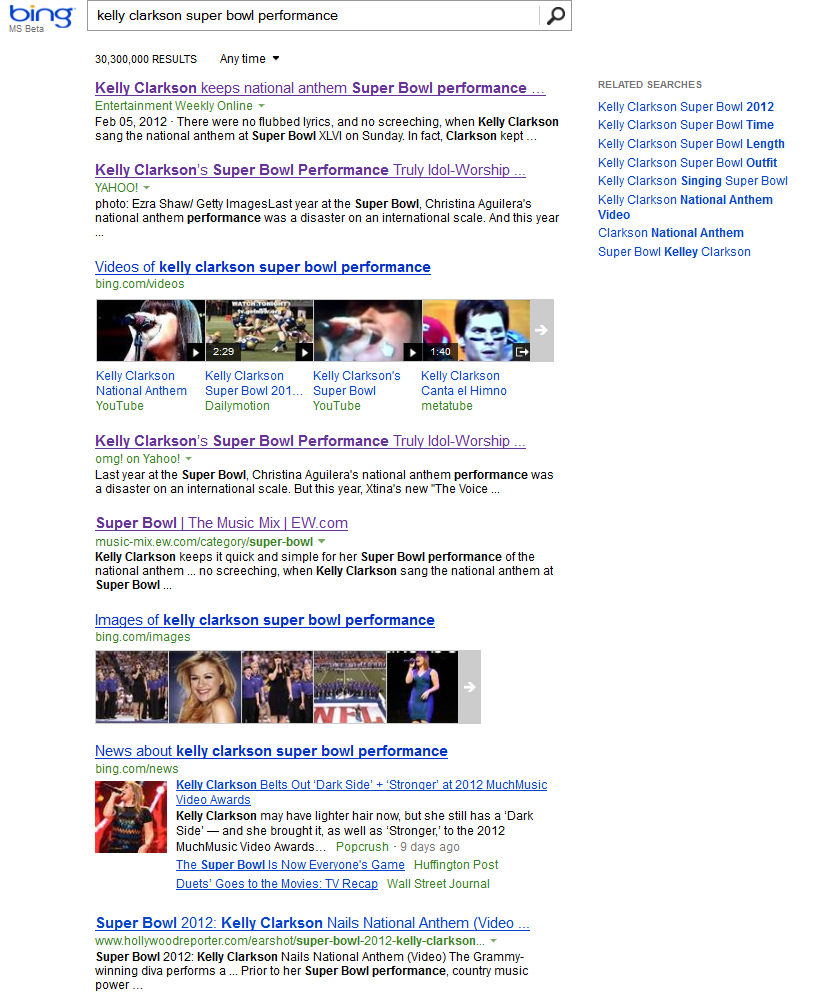 bing
MS Beta
kelly clarkson super bowl performance
30,300,000 RESULTS Any time
Kelly Clarkson keeps national anthem Super Bowl performance ...
Entertainment Weekly Online
Feb 05, 2012 · There were no flubbed lyrics, and no screeching, when Kelly Clarkson
sang the national anthem at Super Bowl XLVI on Sunday. In fact, Clarkson kept ...
Kelly Clarkson's Super Bowl Performance Truly Idol-Worship ...
YAHOO!
photo: Ezra Shaw/ Getty ImagesLast year at the Super Bowl, Christina Aguilera's
national anthem performance was a disaster on an international scale. And this year
...
Videos of kelly clarkson super bowl performance
bing.com/videos
WATCH TONIGHT!
2:29
1:40
Kelly Clarkson
National Anthem
YouTube
Kelly Clarkson
Super Bowl 201...
Dailymotion
Kelly Clarkson's
Super Bowl
YouTube
Kelly Clarkson
Canta el Himno
metatube
Kelly Clarkson's Super Bowl Performance Truly Idol-Worship ...
omg! on Yahoo!
Last year at the Super Bowl, Christina Aguilera's national anthem performance was
a disaster on an international scale. But this year, Xtina's new "The Voice ...
Super Bowl | The Music Mix | EW.com
music-mix.ew.com/category/super-bowl
Kelly Clarkson keeps it quick and simple for her Super Bowl performance of the
national anthem ... no screeching, when Kelly Clarkson sang the national anthem at
Super Bowl ...
Images of kelly clarkson super bowl performance
bing.com/images
NFL
News about kelly clarkson super bowl performance
bing.com/news
Kelly Clarkson Belts Out ‘Dark Side’ + ‘Stronger’ at 2012 MuchMusic
Video Awards
Kelly Clarkson may have lighter hair now, but she still has a ‘Dark
Side’ — and she brought it, as well as ‘Stronger,’ to the 2012
MuchMusic Video Awards... Popcrush · 9 days ago
The Super Bowl Is Now Everyone's Game Huffington Post
Duets’ Goes to the Movies: TV Recap Wall Street Journal
Super Bowl 2012: Kelly Clarkson Nails National Anthem (Video ...
www.hollywoodreporter.com/earshot/super-bowl-2012-kelly-clarkson...
Super Bowl 2012: Kelly Clarkson Nails National Anthem (Video) The Grammy-
winning diva performs a ... Prior to her Super Bowl performance, country music
power ...
RELATED SEARCHES
Kelly Clarkson Super Bowl 2012
Kelly Clarkson Super Bowl Time
Kelly Clarkson Super Bowl Length
Kelly Clarkson Super Bowl Outfit
Kelly Clarkson Singing Super Bowl
Kelly Clarkson National Anthem
Video
Clarkson National Anthem
Super Bowl Kelley Clarkson